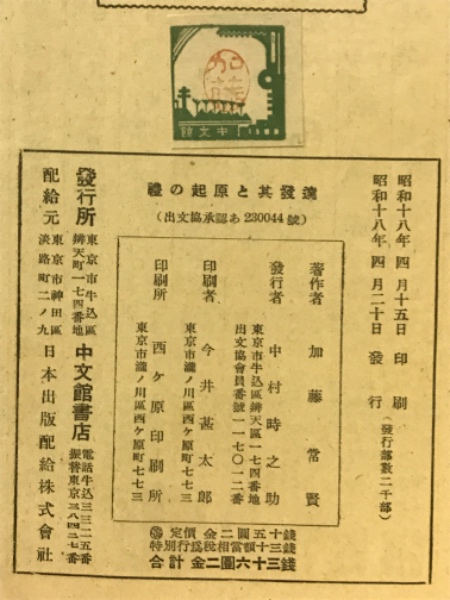 中文館
禮の起原と其發達
(出文協承認あ230044號)
昭和十八年四月十五日印刷
昭和十八年四月二十日發行(發行部數二千部)
著作者 加藤常賢
發行者 中村時之助
東京市牛込區辨天區一七四番地
出文協會員番號一一七〇一二番
印刷者 今井甚太郎
東京市瀧ノ川區西ケ原町七七三
印刷所 西ケ原印刷所
東京市瀧ノ川區西ケ原町七七三
定價金二圓五十錢
特別行爲稅相當額十三錢
合計金二圓六十三錢
發行所 東京市牛込區辨天町一七四番地 中文館書店 電話牛込三三二五番 振替東京三八四二七番
配給元 東京市神田區淡路町二ノ九 日本出版配給株式會社